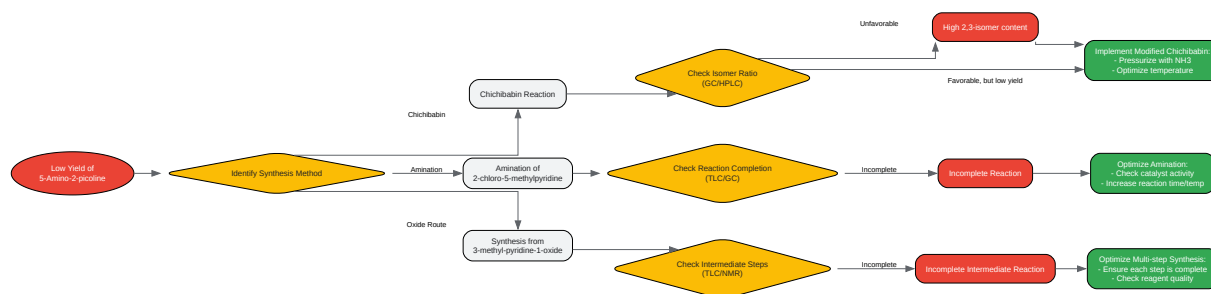 Low Yield of
5-Amino-2-picoline
Identify Synthesis Method
Chichibabin
Amination
Oxide Route
Chichibabin Reaction
Amination of
2-chloro-5-methylpyridine
Synthesis from
3-methyl-pyridine-1-oxide
Check Isomer Ratio
(GC/HPLC)
Check Reaction Completion
(TLC/GC)
Check Intermediate Steps
(TLC/NMR)
Unfavorable
Favorable, but low yield
Incomplete
Incomplete
High 2,3-isomer content
Incomplete Reaction
Incomplete Intermediate Reaction
Implement Modified Chichibabin:
- Pressurize with NH3
- Optimize temperature
Optimize Amination:
- Check catalyst activity
- Increase reaction time/temp
Optimize Multi-step Synthesis:
- Ensure each step is complete
- Check reagent quality